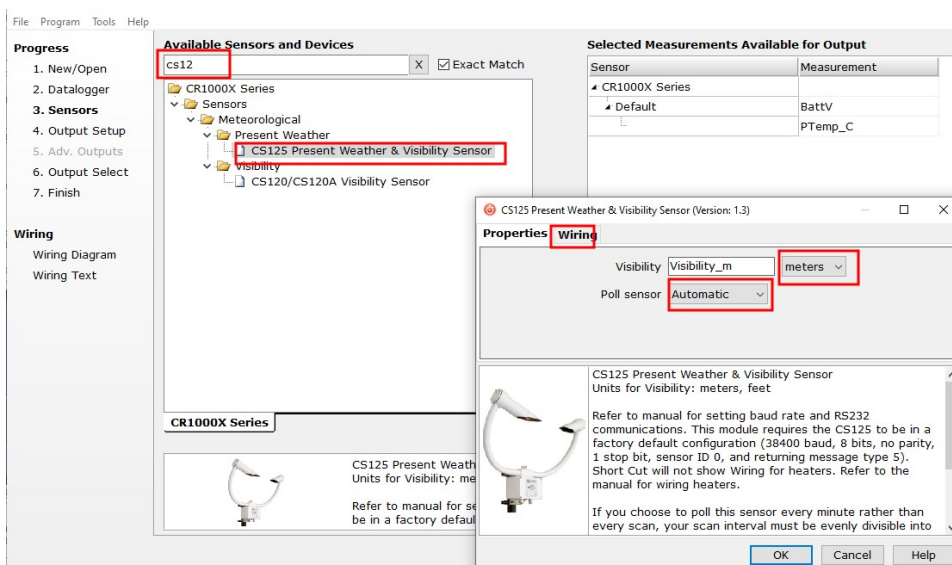 File Program Tools Help
Progress
1. New/Open
2. Datalogger
3. Sensors
4. Output Setup
5. Adv. Outputs
6. Output Select
7. Finish
Wiring
Wiring Diagram
Wiring Text
Available Sensors and Devices
cs12 X Exact Match
CR1000X Series
Sensors
Meteorological
Present Weather
CS125 Present Weather & Visibility Sensor
Visibility
CS120/CS120A Visibility Sensor
CR1000X Series
CS125 Present Weath
Units for Visibility: me
Refer to manual for se
be in a factory defaul
Selected Measurements Available for Output
Sensor Measurement
CR1000X Series
Default BattV
PTemp_C
CS125 Present Weather & Visibility Sensor (Version: 1.3)
Properties Wiring
Visibility Visibility_m meters
Poll sensor Automatic
CS125 Present Weather & Visibility Sensor
Units for Visibility: meters, feet
Refer to manual for setting baud rate and RS232
communications. This module requires the CS125 to be in a
factory default configuration (38400 baud, 8 bits, no parity,
1 stop bit, sensor ID 0, and returning message type 5).
Short Cut will not show Wiring for heaters. Refer to the
manual for wiring heaters.
If you choose to poll this sensor every minute rather than
every scan, your scan interval must be evenly divisible into
OK Cancel Help